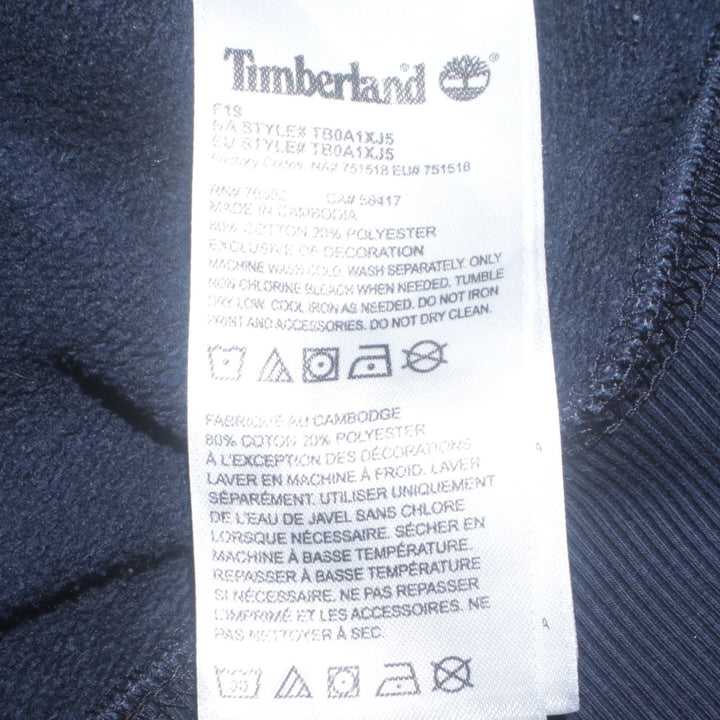 Timberland
F19
NA STYLE# TB0A1XJ5
EU STYLE# TB0A1XJ5
Factory Codes: NA# 751518 EU# 751518
RN# CA# 58417
MADE IN CAMBODIA
80% COTTON 20% POLYESTER
EXCLUSIVE OF DECORATION
MACHINE WASH COLD. WASH SEPARATELY. ONLY
NON CHLORINE BLEACH WHEN NEEDED. TUMBLE
DRY LOW. COOL IRON AS NEEDED. DO NOT IRON
PRINT AND ACCESSORIES. DO NOT DRY CLEAN.
FABRIQUÉ AU CAMBODGE
80% COTON 20% POLYESTER
À L'EXCEPTION DES DÉCORATIONS
LAVER EN MACHINE À FROID. LAVER
SÉPARÉMENT. UTILISER UNIQUEMENT
DE L'EAU DE JAVEL SANS CHLORE
LORSQUE NÉCESSAIRE. SÉCHER EN
MACHINE À BASSE TEMPÉRATURE.
REPASSER À BASSE TEMPÉRATURE
SI NÉCESSAIRE. NE PAS REPASSER
L'IMPRIMÉ ET LES ACCESSOIRES. NE
PAS NETTOYER À SEC.
30